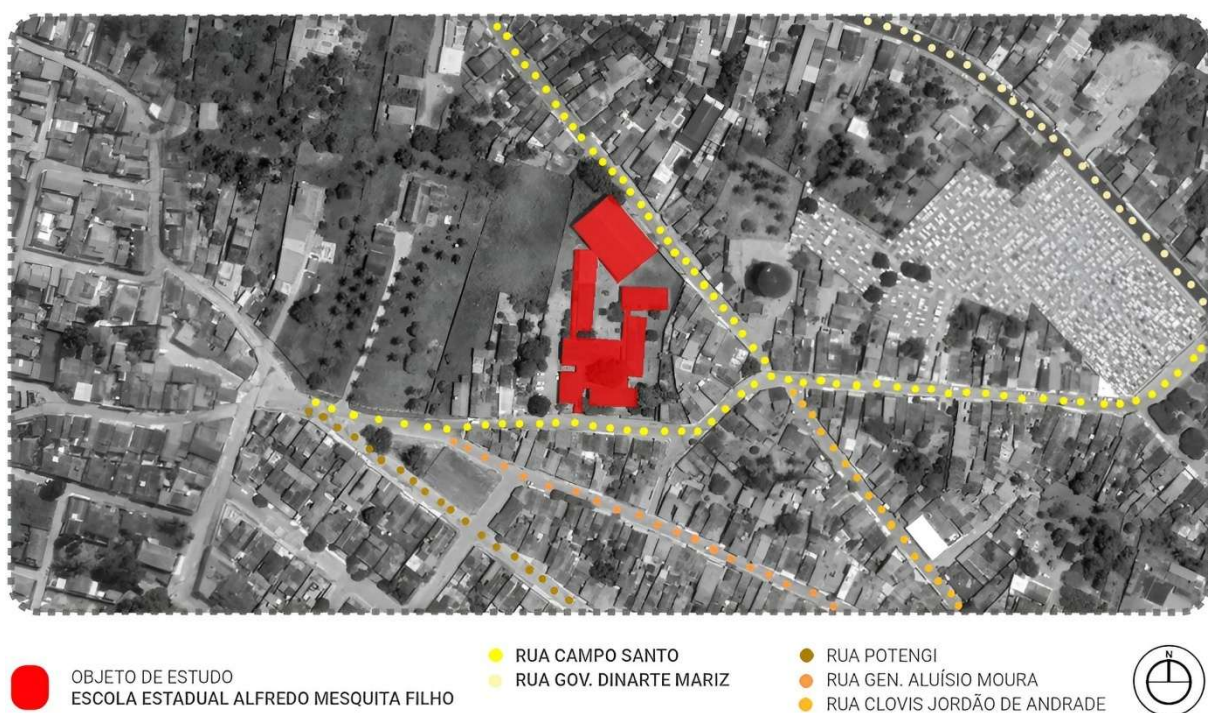 OBJETO DE ESTUDO
ESCOLA ESTADUAL ALFREDO MESQUITA FILHO
RUA CAMPO SANTO
RUA GOV. DINARTE MARIZ
RUA POTENGI
RUA GEN. ALUÍSIO MOURA
RUA CLOVIS JORDÃO DE ANDRADE
N